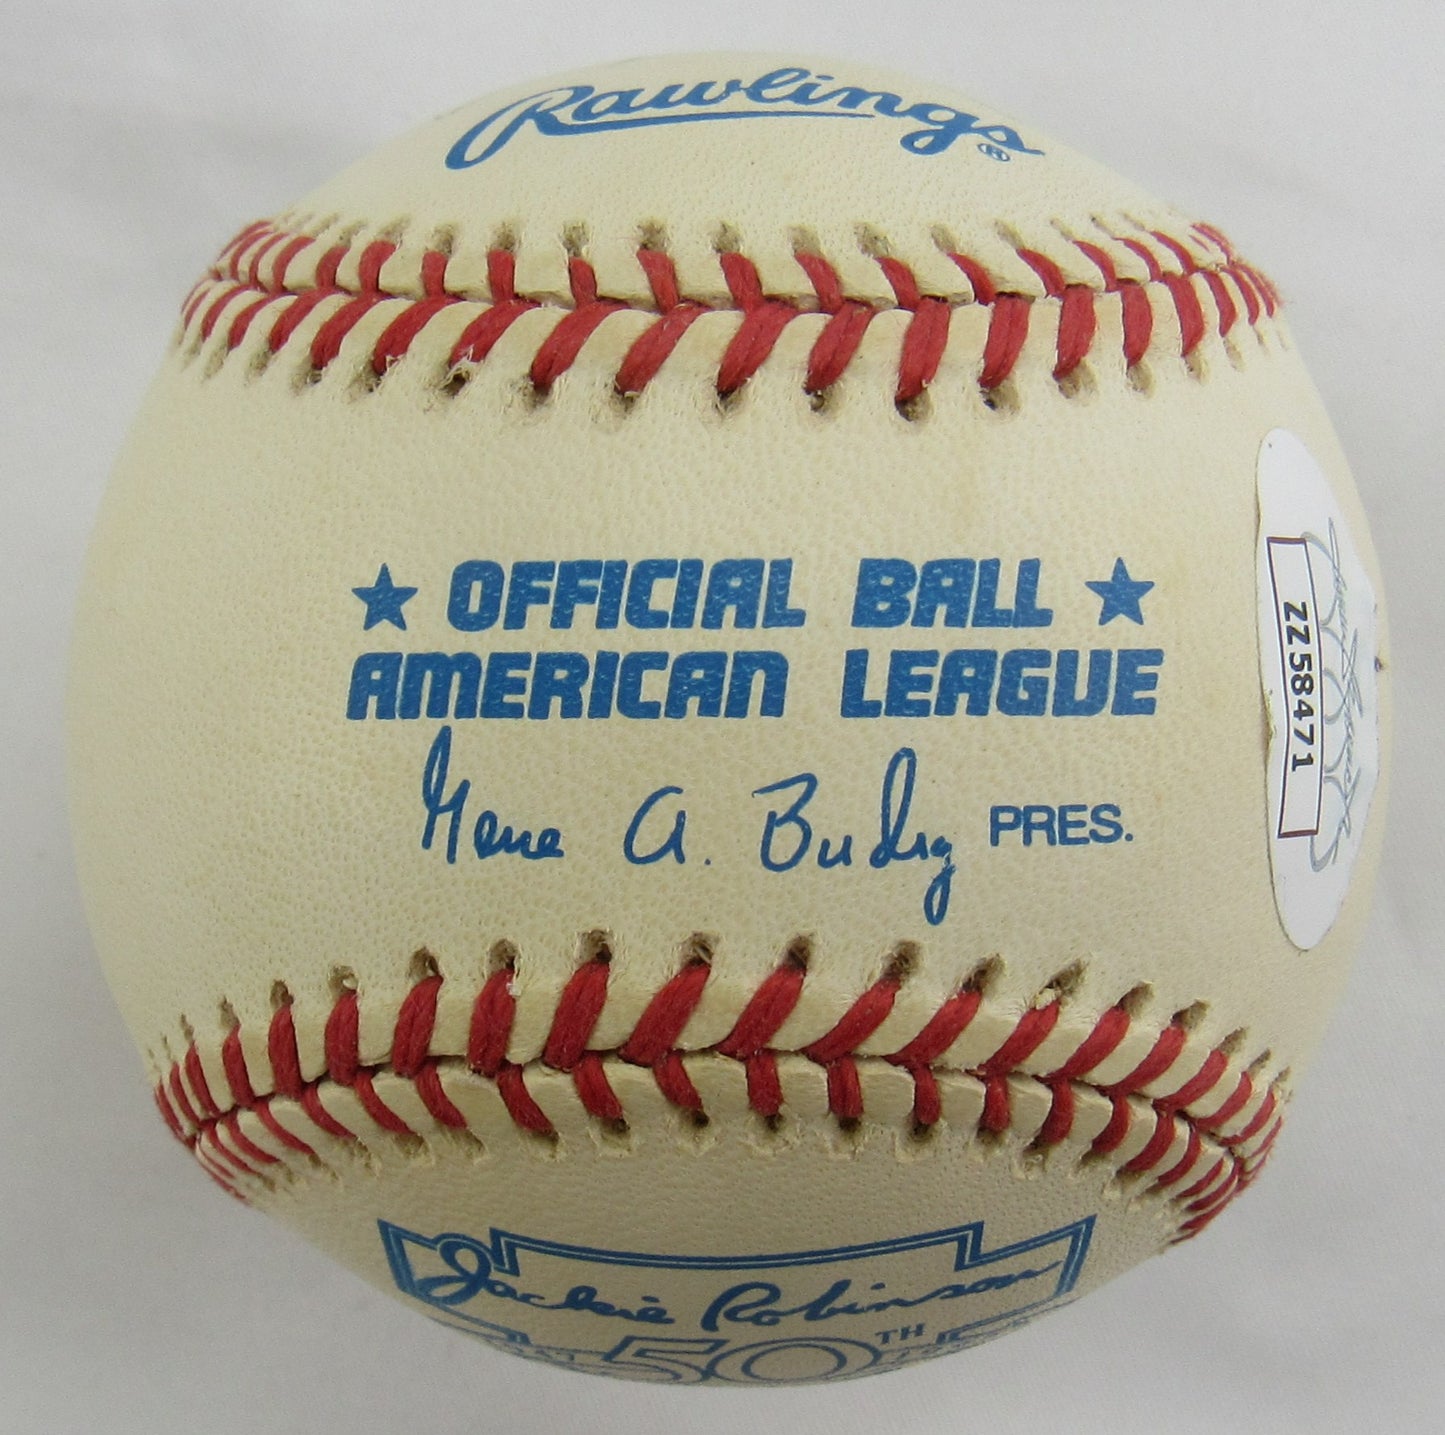 Rawlings ®
★ OFFICIAL BALL ★
AMERICAN LEAGUE
Gene A. Budig PRES.
ZZ58471
Jackie Robinson
50TH